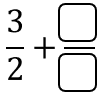 3/2 + □/□